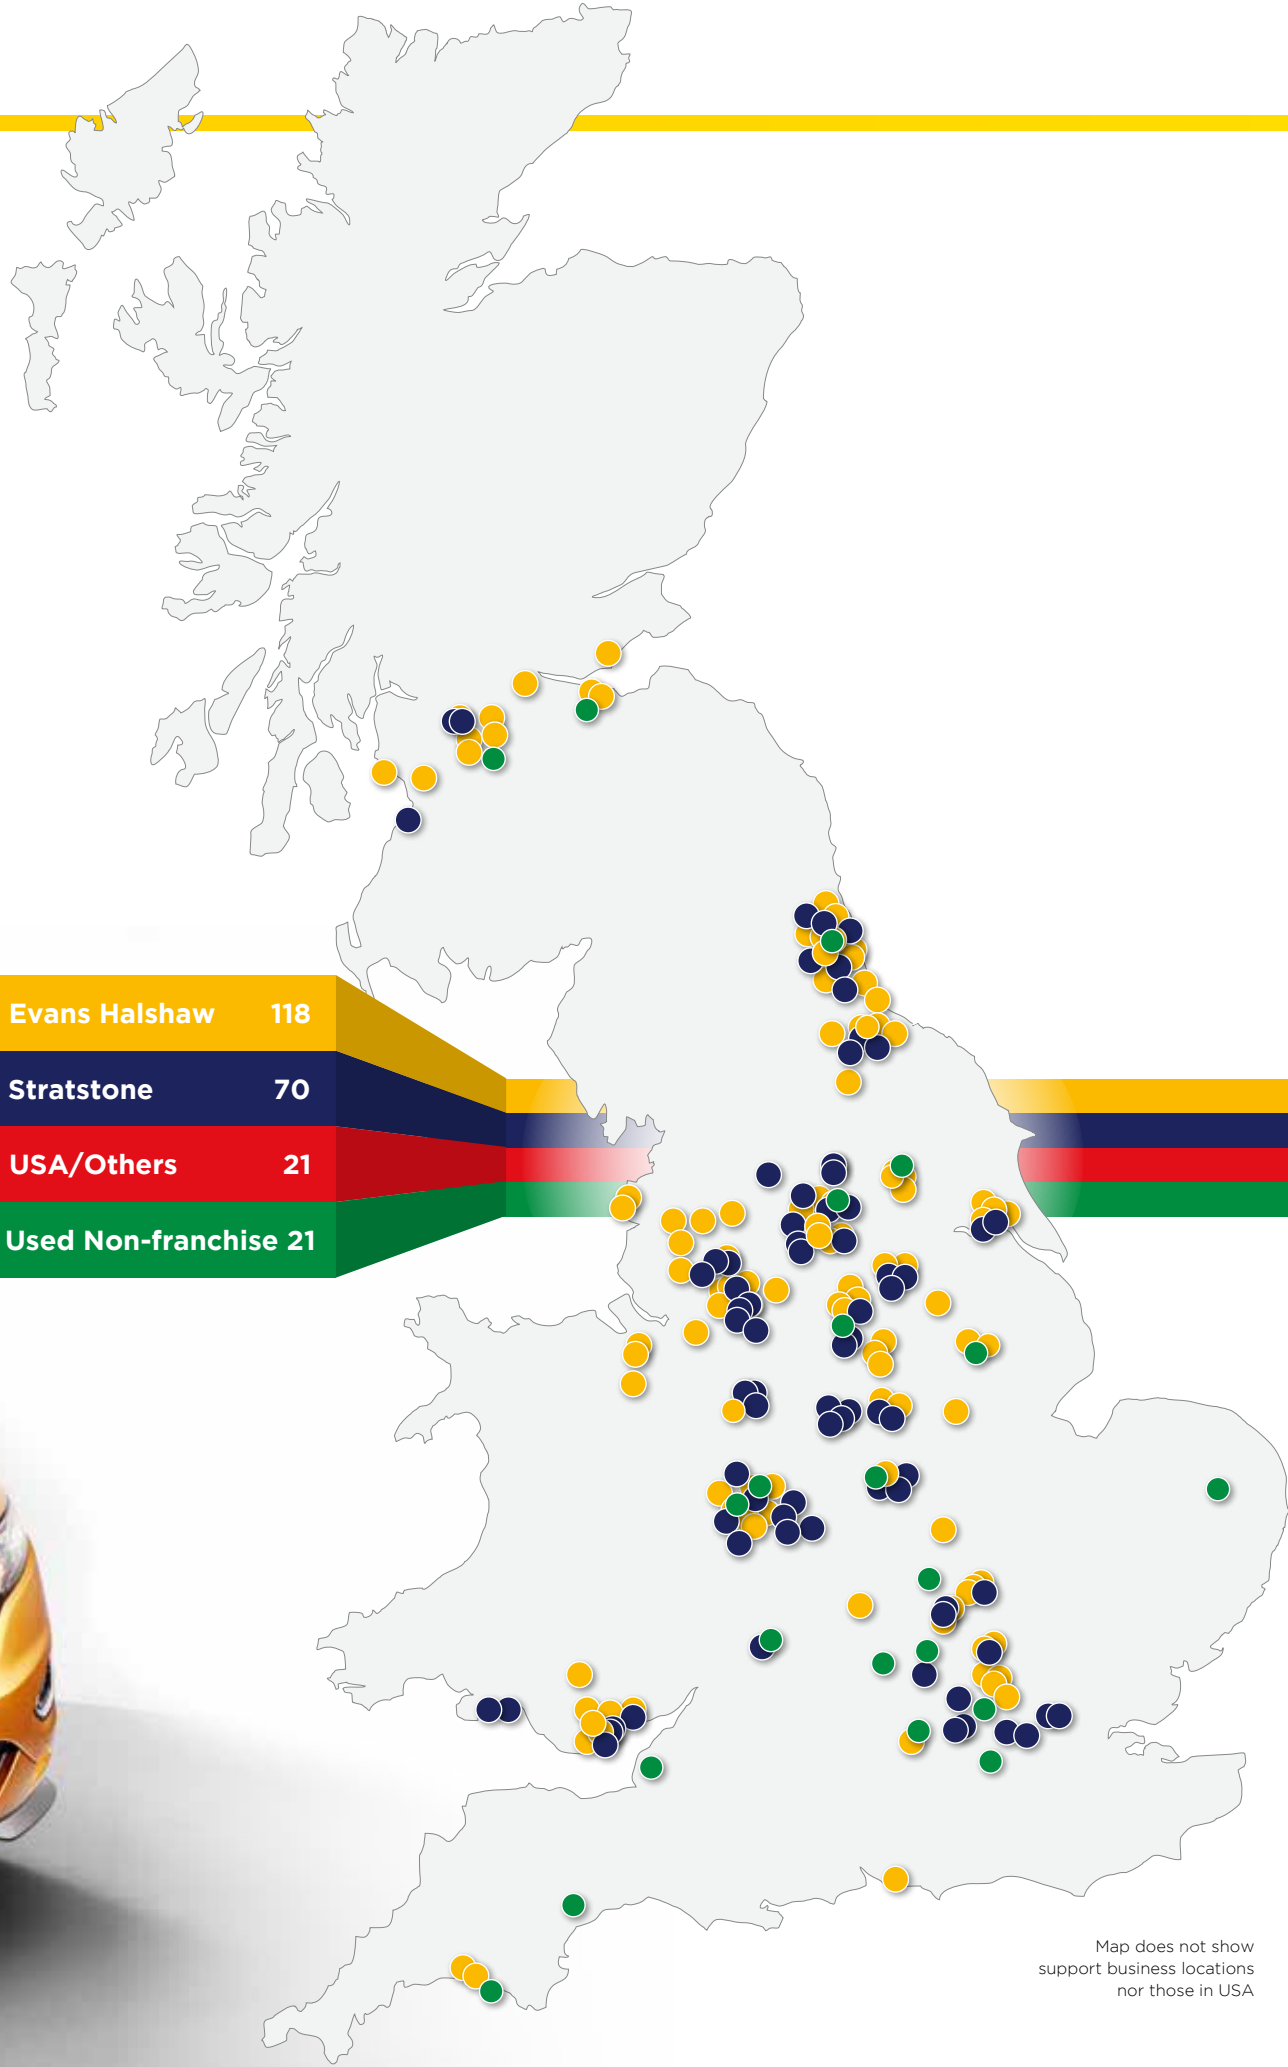 Evans Halshaw 118
Stratstone 70
USA/Others 21
Used Non-franchise 21
Map does not show
support business locations
nor those in USA